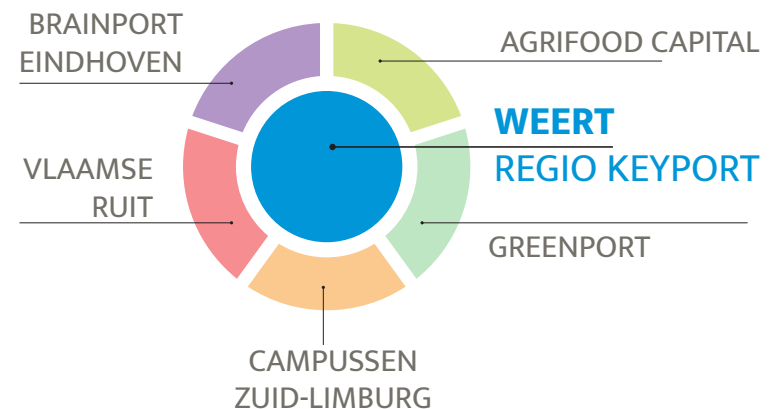 BRAINPORT
EINDHOVEN
AGRIFOOD CAPITAL
WEERT
REGIO KEYPORT
VLAAMSE
RUIT
GREENPORT
CAMPUSSEN
ZUID-LIMBURG